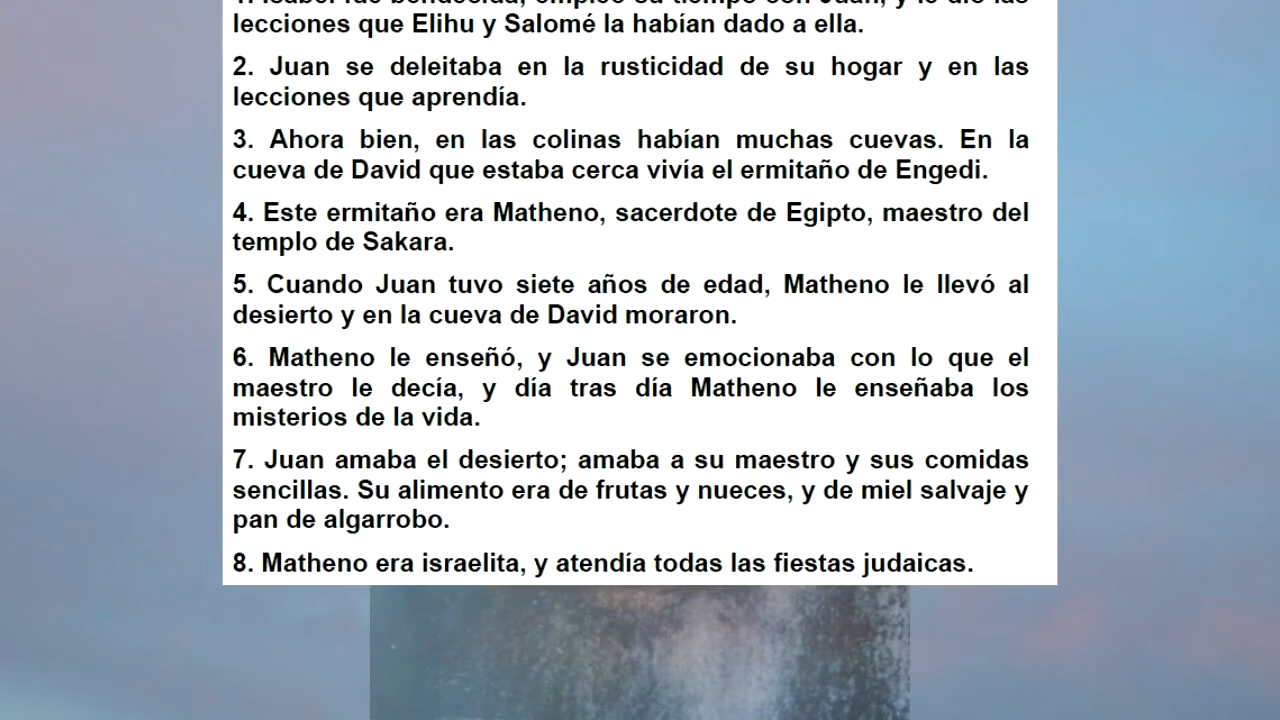 lecciones que Elihu y Salomé la habían dado a ella.
2. Juan se deleitaba en la rusticidad de su hogar y en las
lecciones que aprendía.
3. Ahora bien, en las colinas habían muchas cuevas. En la
cueva de David que estaba cerca vivía el ermitaño de Engedi.
4. Este ermitaño era Matheno, sacerdote de Egipto, maestro del
templo de Sakara.
5. Cuando Juan tuvo siete años de edad, Matheno le llevó al
desierto y en la cueva de David moraron.
6. Matheno le enseñó, y Juan se emocionaba con lo que el
maestro le decía, y día tras día Matheno le enseñaba los
misterios de la vida.
7. Juan amaba el desierto; amaba a su maestro y sus comidas
sencillas. Su alimento era de frutas y nueces, y de miel salvaje y
pan de algarrobo.
8. Matheno era israelita, y atendía todas las fiestas judaicas.